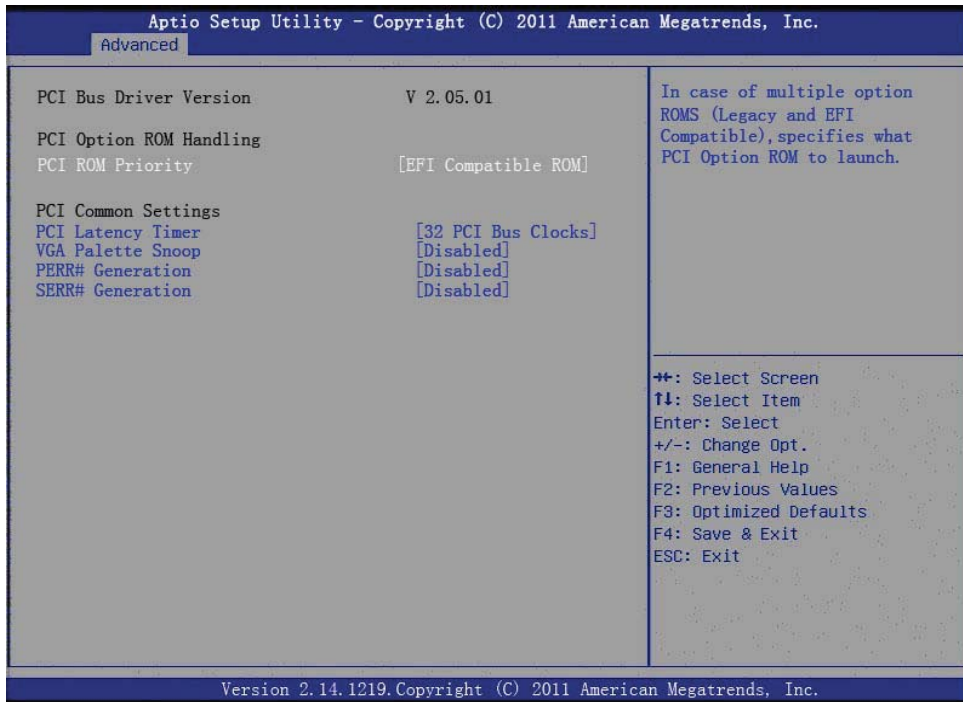 Aptio Setup Utility - Copyright (C) 2011 American Megatrends, Inc.
Advanced
PCI Bus Driver Version V 2.05.01
PCI Option ROM Handling
PCI ROM Priority [EFI Compatible ROM]
PCI Common Settings
PCI Latency Timer [32 PCI Bus Clocks]
VGA Palette Snoop [Disabled]
PERR# Generation [Disabled]
SERR# Generation [Disabled]
In case of multiple option
ROMS (Legacy and EFI
Compatible), specifies what
PCI Option ROM to launch.
→←: Select Screen
↑↓: Select Item
Enter: Select
+/-: Change Opt.
F1: General Help
F2: Previous Values
F3: Optimized Defaults
F4: Save & Exit
ESC: Exit
Version 2.14.1219. Copyright (C) 2011 American Megatrends, Inc.